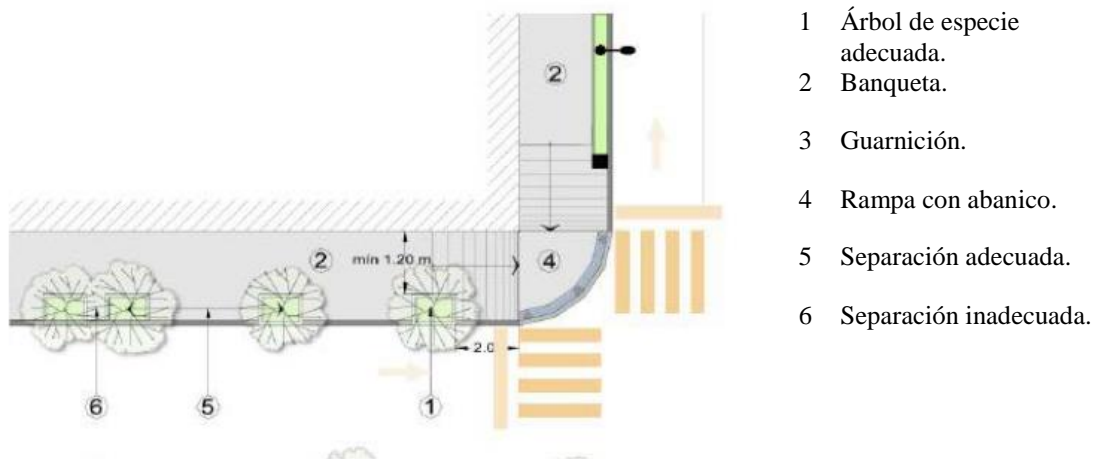 2
2
min 1.20 m
4
2.0
6
5
1
1 Árbol de especie
adecuada.
2 Banqueta.
3 Guarnición.
4 Rampa con abanico.
5 Separación adecuada.
6 Separación inadecuada.